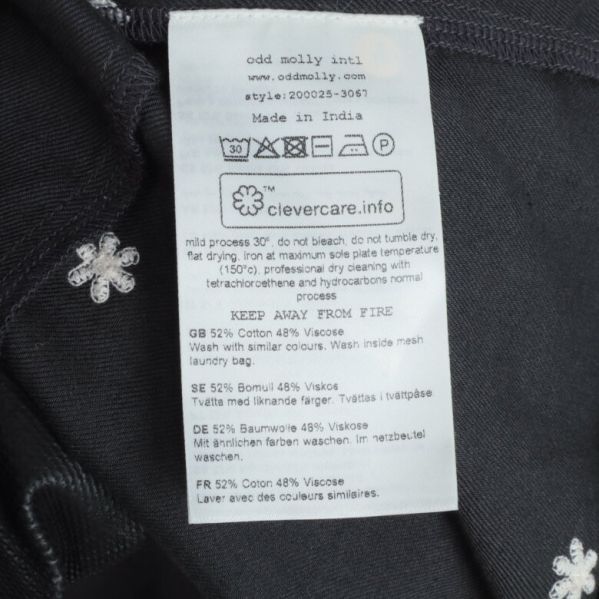 odd molly intl
www.oddmolly.com
style:200025-3067
Made in India
30 P
clevercare.info™
mild process 30°, do not bleach, do not tumble dry,
flat drying, iron at maximum sole plate temperature
(150°c), professional dry cleaning with
tetrachloroethene and hydrocarbons normal
process
KEEP AWAY FROM FIRE
GB 52% Cotton 48% Viscose
Wash with similar colours. Wash inside mesh
laundry bag.
SE 52% Bomull 48% Viskos
Tvätta med liknande färger. Tvättas i tvättpåse
DE 52% Baumwolle 48% Viskose
Mit ännlichen farben waschen. Im netzbeutel
waschen.
FR 52% Coton 48% Viscose
Laver avec des couleurs similaires.